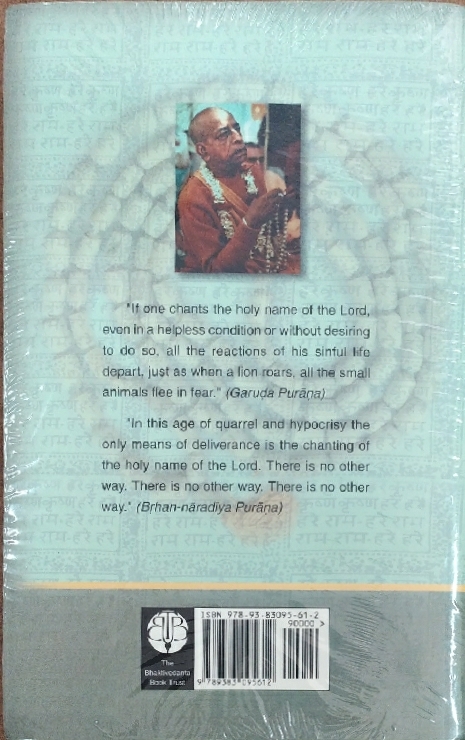 "If one chants the holy name of the Lord,
even in a helpless condition or without desiring
to do so, all the reactions of his sinful life
depart, just as when a lion roars, all the small
animals flee in fear." (Garuḍa Purāṇa)
"In this age of quarrel and hypocrisy the
only means of deliverance is the chanting of
the holy name of the Lord. There is no other
way. There is no other way. There is no other
way." (Bṛhan-nāradīya Purāṇa)
ISBN 978-93-83095-61-2
90000 >
BBT
The
Bhaktivedanta
Book Trust
9 789383 095612